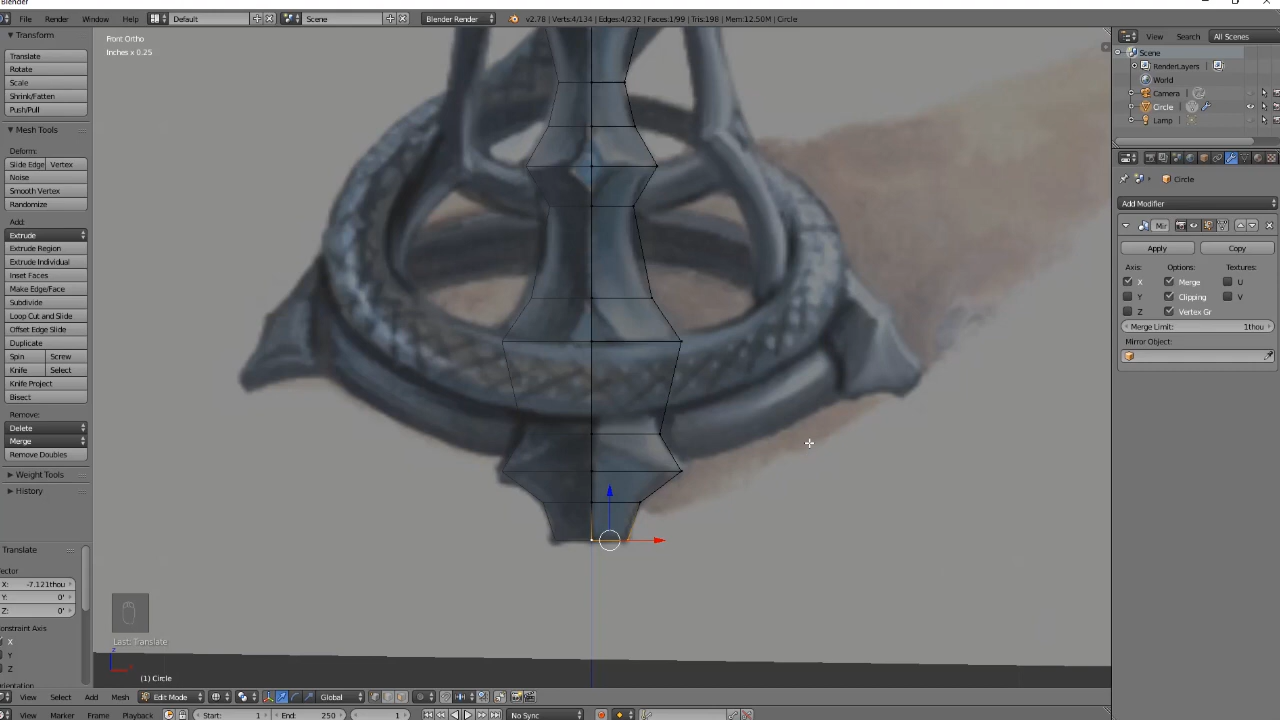 Blender
File Render Window Help Default Scene Blender Render v2.78 | Verts:4/134 | Edges:4/232 | Faces:1/99 | Tris:198 | Mem:12.50M | Circle
Transform
Translate
Rotate
Scale
Shrink/Fatten
Push/Pull
Mesh Tools
Deform:
Slide Edge Vertex
Noise
Smooth Vertex
Randomize
Add:
Extrude
Extrude Region
Extrude Individual
Inset Faces
Make Edge/Face
Subdivide
Loop Cut and Slide
Offset Edge Slide
Duplicate
Spin Screw
Knife Select
Knife Project
Bisect
Remove:
Delete
Merge
Remove Doubles
Weight Tools
History
Translate
Vector
X: -7.121thou
Y: 0'
Z: 0'
Constraint Axis
X
Y
Z
Orientation
Front Ortho
Inches x 0.25
Last: Translate
z
(1) Circle
View Search All Scenes
Scene
RenderLayers
World
Camera
Circle
Lamp
Circle
Add Modifier
Mir
Apply Copy
Axis: Options: Textures:
X Merge U
Y Clipping V
Z Vertex Gr
Merge Limit: 1thou
Mirror Object:
View Select Add Mesh Edit Mode Global
View Marker Frame Playback Start: 1 End: 250 1 No Sync